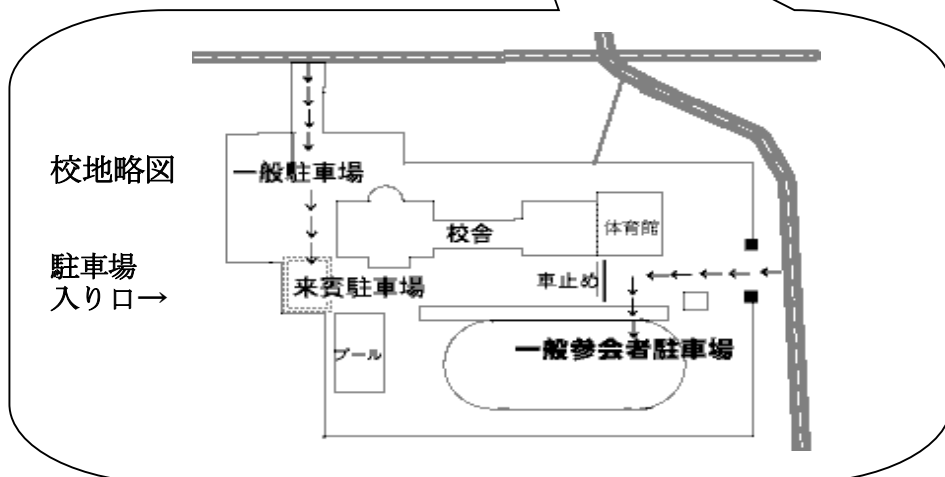 校地略図
一般駐車場
校舎
体育館
駐車場
入り口→
来賓駐車場
車止め
プール
一般参会者駐車場